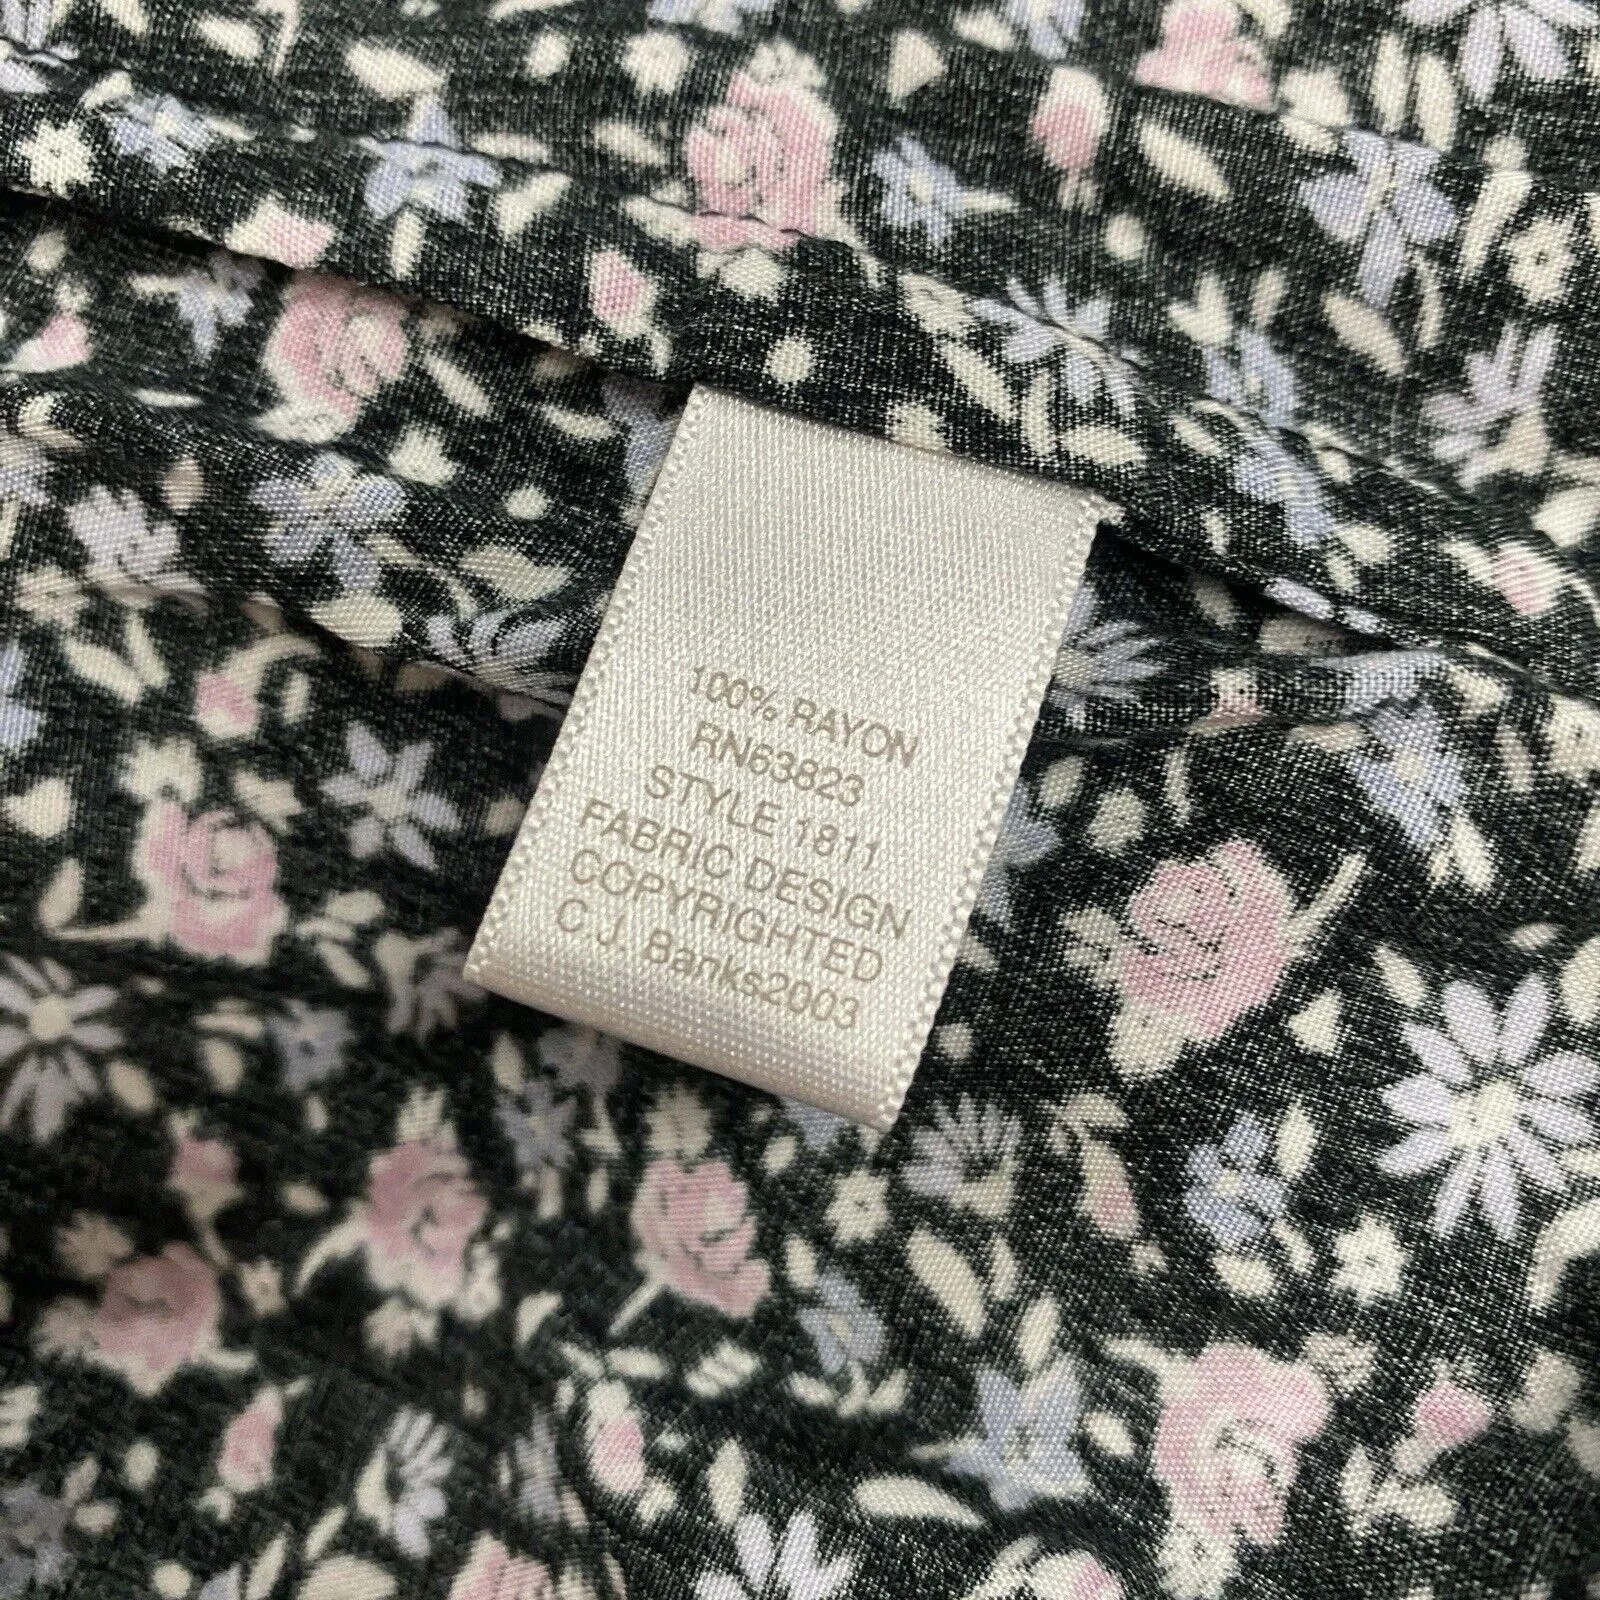 100% RAYON
RN63823
STYLE 1811
FABRIC DESIGN
COPYRIGHTED
C.J. Banks2003